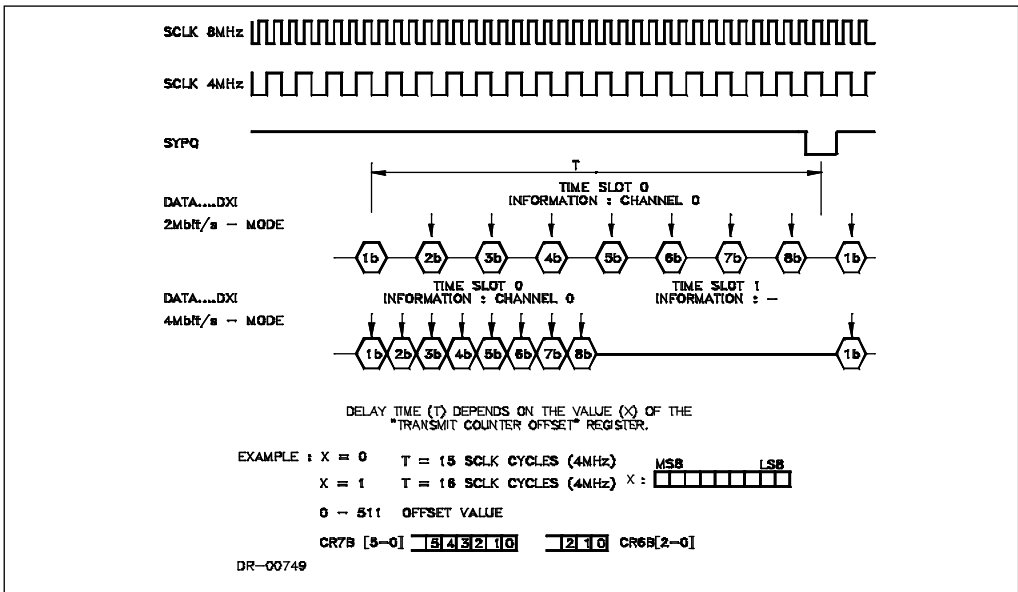 SCLK 8MHz
SCLK 4MHz
SYPQ
T
TIME SLOT 0
DATA....DXI
INFORMATION : CHANNEL 0
2Mbit/s - MODE
1b 2b 3b 4b 5b 6b 7b 8b 1b
TIME SLOT 0 TIME SLOT 1
DATA....DXI
INFORMATION : CHANNEL 0 INFORMATION : -
4Mbit/s - MODE
1b 2b 3b 4b 5b 6b 7b 8b 1b
DELAY TIME (T) DEPENDS ON THE VALUE (X) OF THE
"TRANSMIT COUNTER OFFSET" REGISTER.
EXAMPLE : X = 0 T = 15 SCLK CYCLES (4MHz)
MSB LSB
X = 1 T = 16 SCLK CYCLES (4MHz) X :
0 - 511 OFFSET VALUE
CR7B [5-0] 5 4 3 2 1 0 2 1 0 CR6B[2-0]
DR-00749